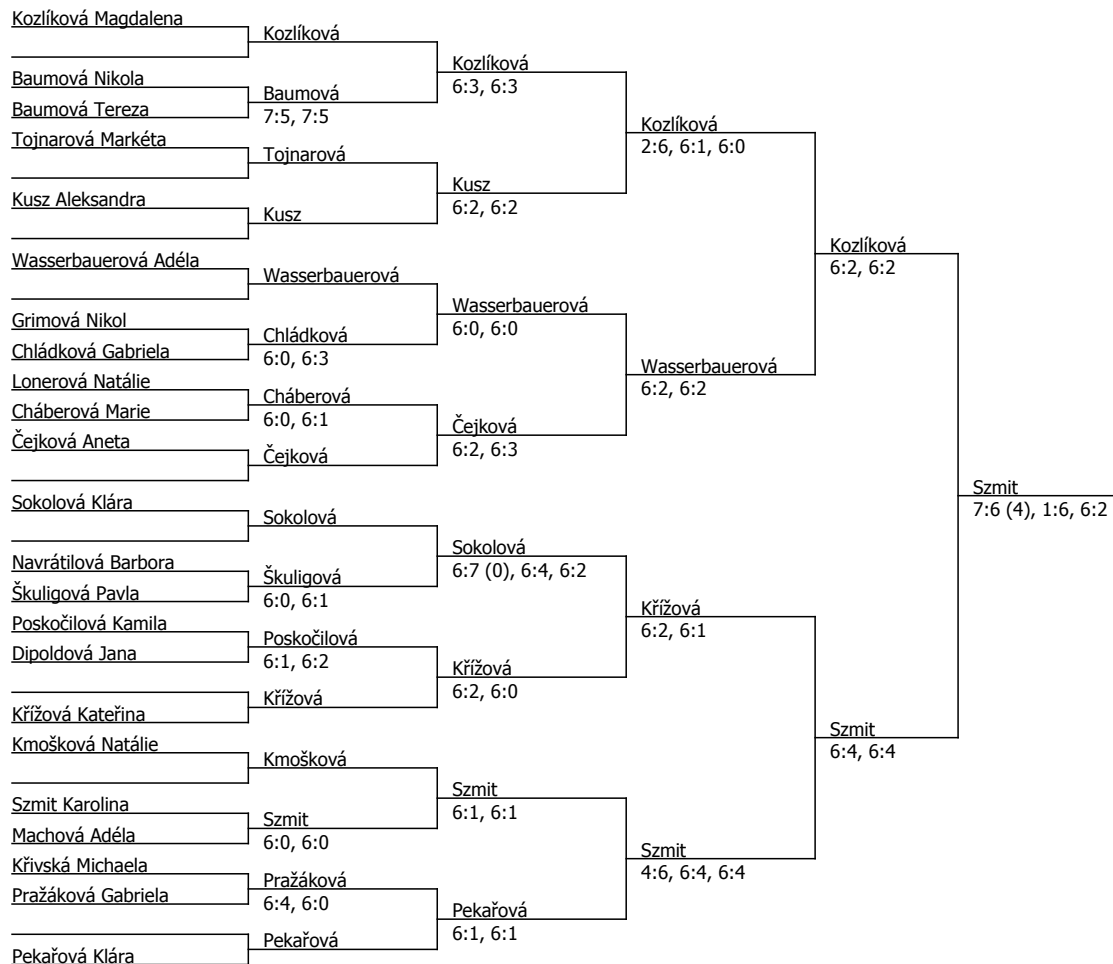 Kozlíková Magdalena
Kozlíková
Kozlíková
6:3, 6:3
Baumová Nikola
Baumová Tereza
Baumová
7:5, 7:5
Kozlíková
2:6, 6:1, 6:0
Tojnarová Markéta
Tojnarová
Kusz
6:2, 6:2
Kusz Aleksandra
Kusz
Kozlíková
6:2, 6:2
Wasserbauerová Adéla
Wasserbauerová
Wasserbauerová
6:0, 6:0
Grimová Nikol
Chládková Gabriela
Chládková
6:0, 6:3
Wasserbauerová
6:2, 6:2
Lonerová Natálie
Cháberová Marie
Cháberová
6:0, 6:1
Čejková
6:2, 6:3
Čejková Aneta
Čejková
Szmit
7:6 (4), 1:6, 6:2
Sokolová Klára
Sokolová
Sokolová
6:7 (0), 6:4, 6:2
Navrátilová Barbora
Škuligová Pavla
Škuligová
6:0, 6:1
Křížová
6:2, 6:1
Poskočilová Kamila
Dipoldová Jana
Poskočilová
6:1, 6:2
Křížová
6:2, 6:0
Křížová
Křížová Kateřina
Szmit
6:4, 6:4
Kmošková Natálie
Kmošková
Szmit
6:1, 6:1
Szmit Karolina
Machová Adéla
Szmit
6:0, 6:0
Szmit
4:6, 6:4, 6:4
Křivská Michaela
Pražáková Gabriela
Pražáková
6:4, 6:0
Pekařová
6:1, 6:1
Pekařová
Pekařová Klára